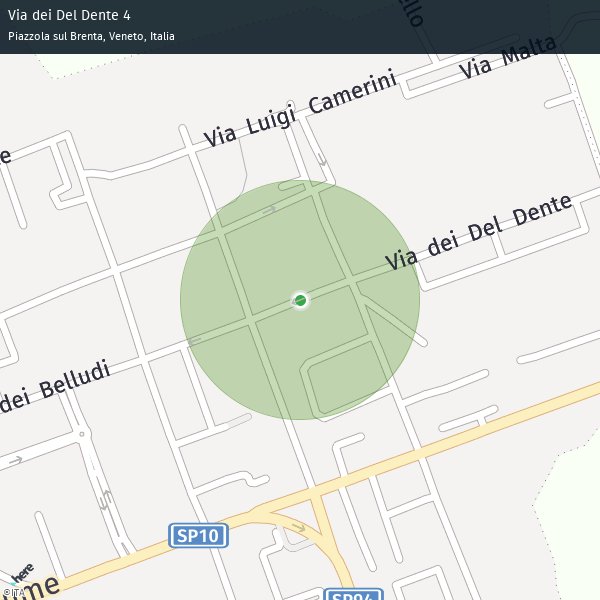 Via dei Del Dente 4
Piazzola sul Brenta, Veneto, Italia
Via Malta
Via Luigi Camerini
Via dei Del Dente
dei Belludi
SP10
SP94
here
© ITA